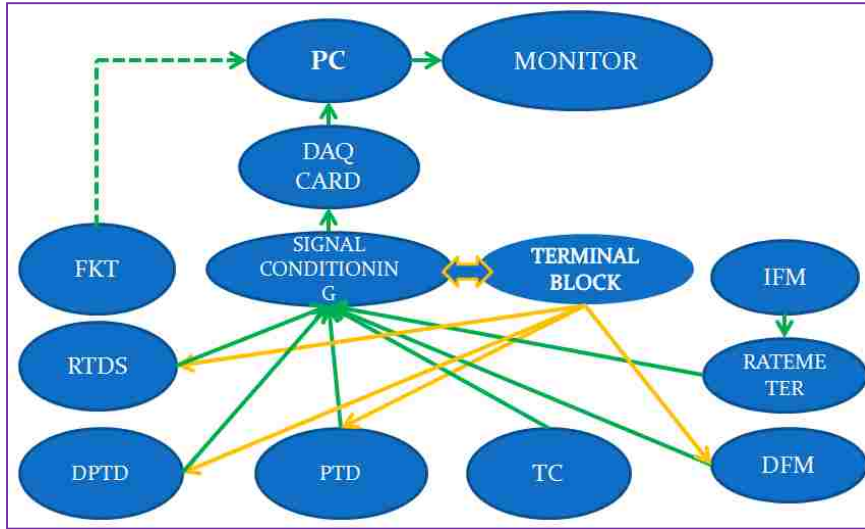 PC
MONITOR
DAQ
CARD
FKT
SIGNAL
CONDITIONIN
G
TERMINAL
BLOCK
IFM
RTDS
RATEME
TER
DPTD
PTD
TC
DFM